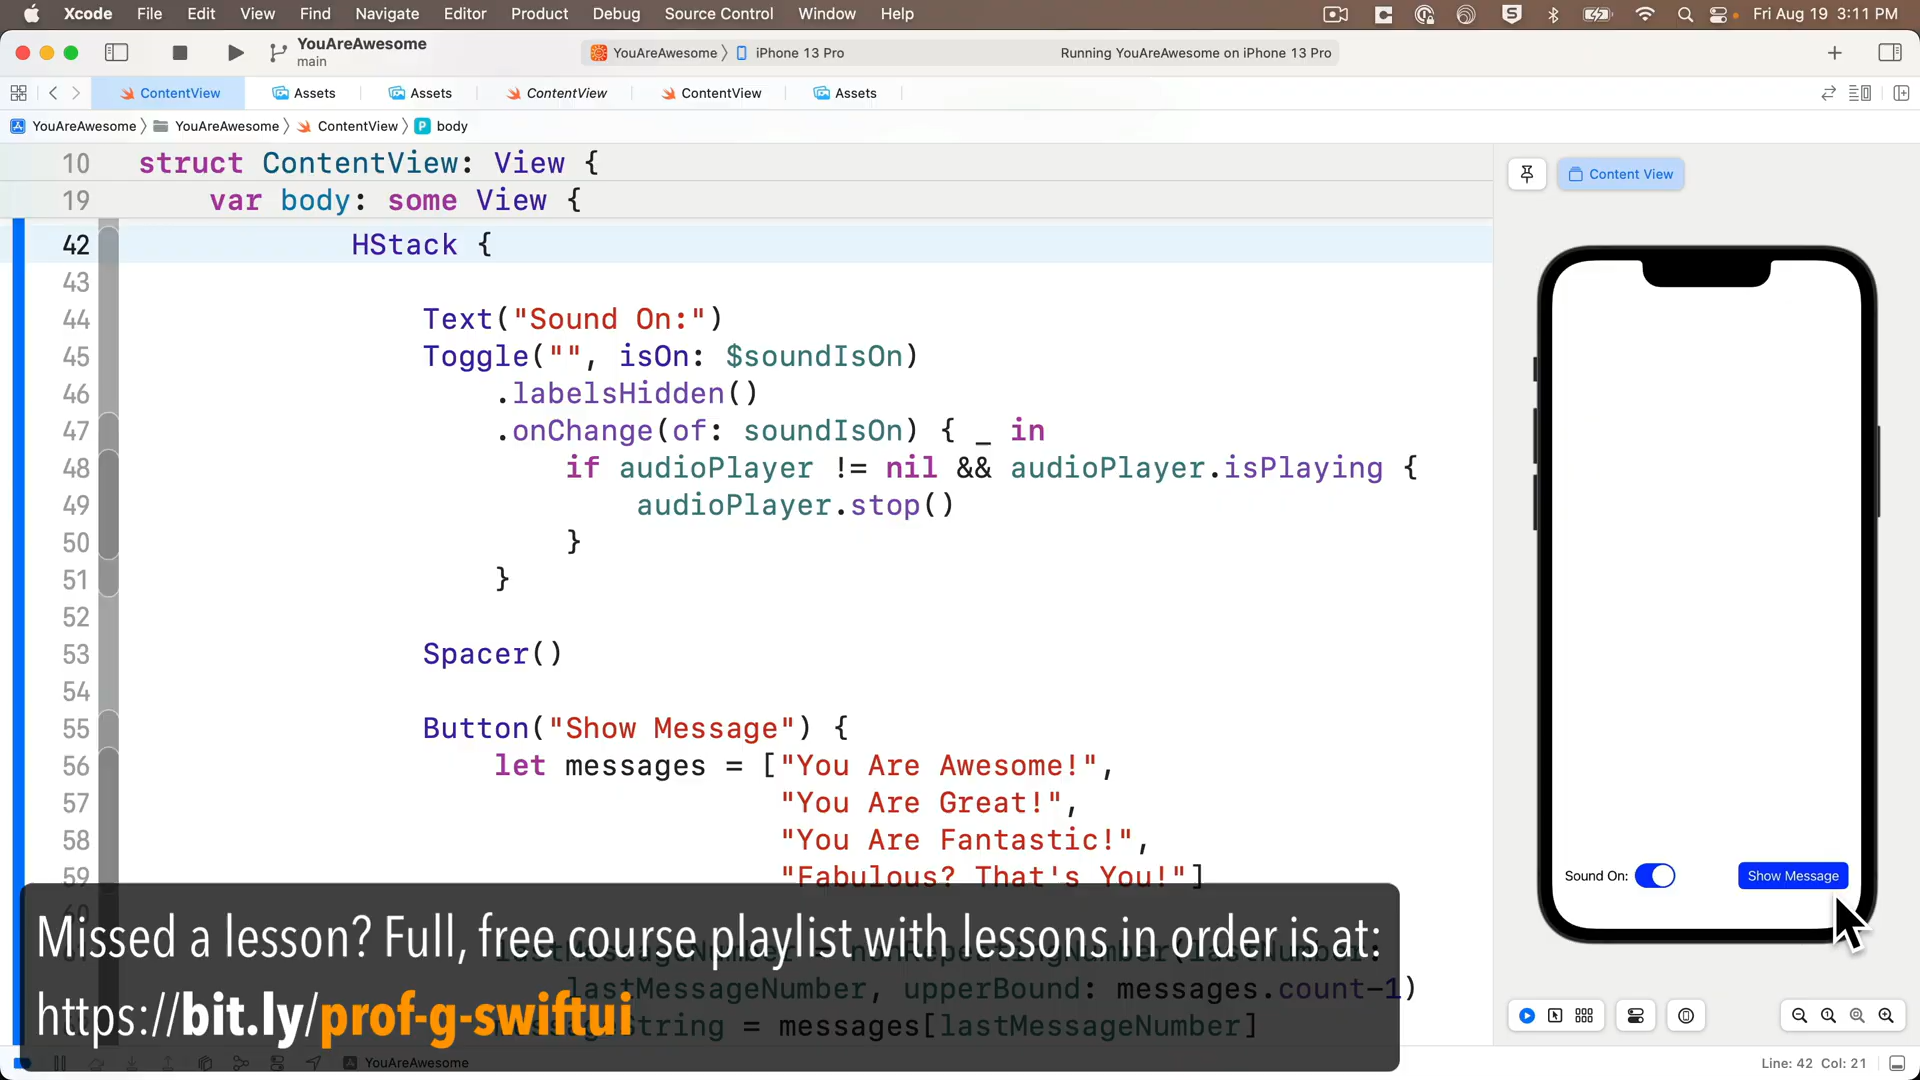 Xcode File Edit View Find Navigate Editor Product Debug Source Control Window Help Fri Aug 19 3:11 PM
YouAreAwesome
main
YouAreAwesome iPhone 13 Pro Running YouAreAwesome on iPhone 13 Pro
ContentView Assets Assets ContentView ContentView Assets
YouAreAwesome YouAreAwesome ContentView P body
10 struct ContentView: View {
19 var body: some View {
42 HStack {
43
44 Text("Sound On:")
45 Toggle("", isOn: $soundIsOn)
46 .labelsHidden()
47 .onChange(of: soundIsOn) { _ in
48 if audioPlayer != nil && audioPlayer.isPlaying {
49 audioPlayer.stop()
50 }
51 }
52
53 Spacer()
54
55 Button("Show Message") {
56 let messages = ["You Are Awesome!",
57 "You Are Great!",
58 "You Are Fantastic!",
59 "Fabulous? That's You!"]
Missed a lesson? Full, free course playlist with lessons in order is at:
lastMessageNumber = nonRepeatingNumber(lastNumber:
lastMessageNumber, upperBound: messages.count-1)
https://bit.ly/prof-g-swiftui
= messages[lastMessageNumber]
YouAreAwesome
Line: 42 Col: 21
Content View
Sound On: Show Message